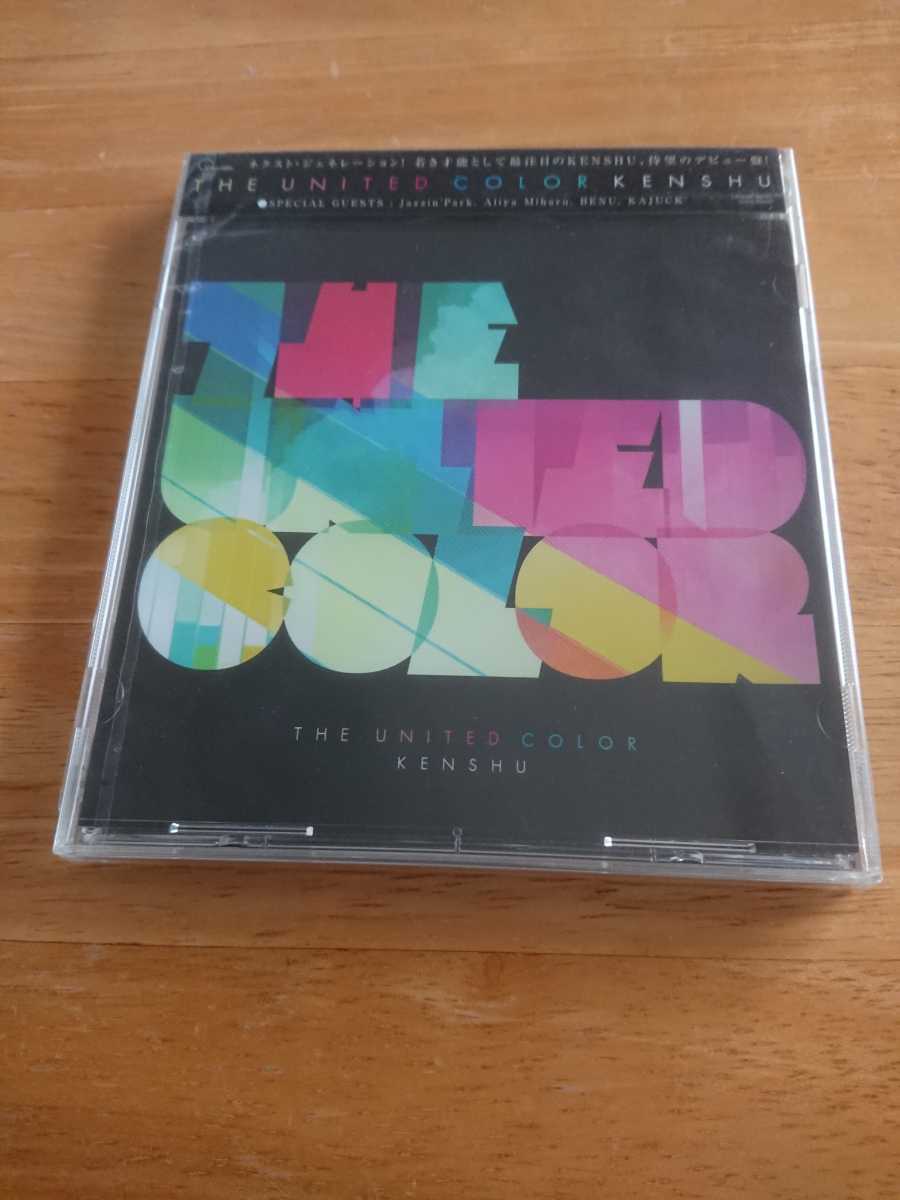 ネクスト・ジェネレーション！ 若き才能として最注目のKENSHU、待望のデビュー盤！
THE UNITED COLOR KENSHU
●SPECIAL GUESTS : Jazzin'Park, Aliya Miharu, BENU, KAJUCK
THE
UNITED
COLOR
THE UNITED COLOR
KENSHU